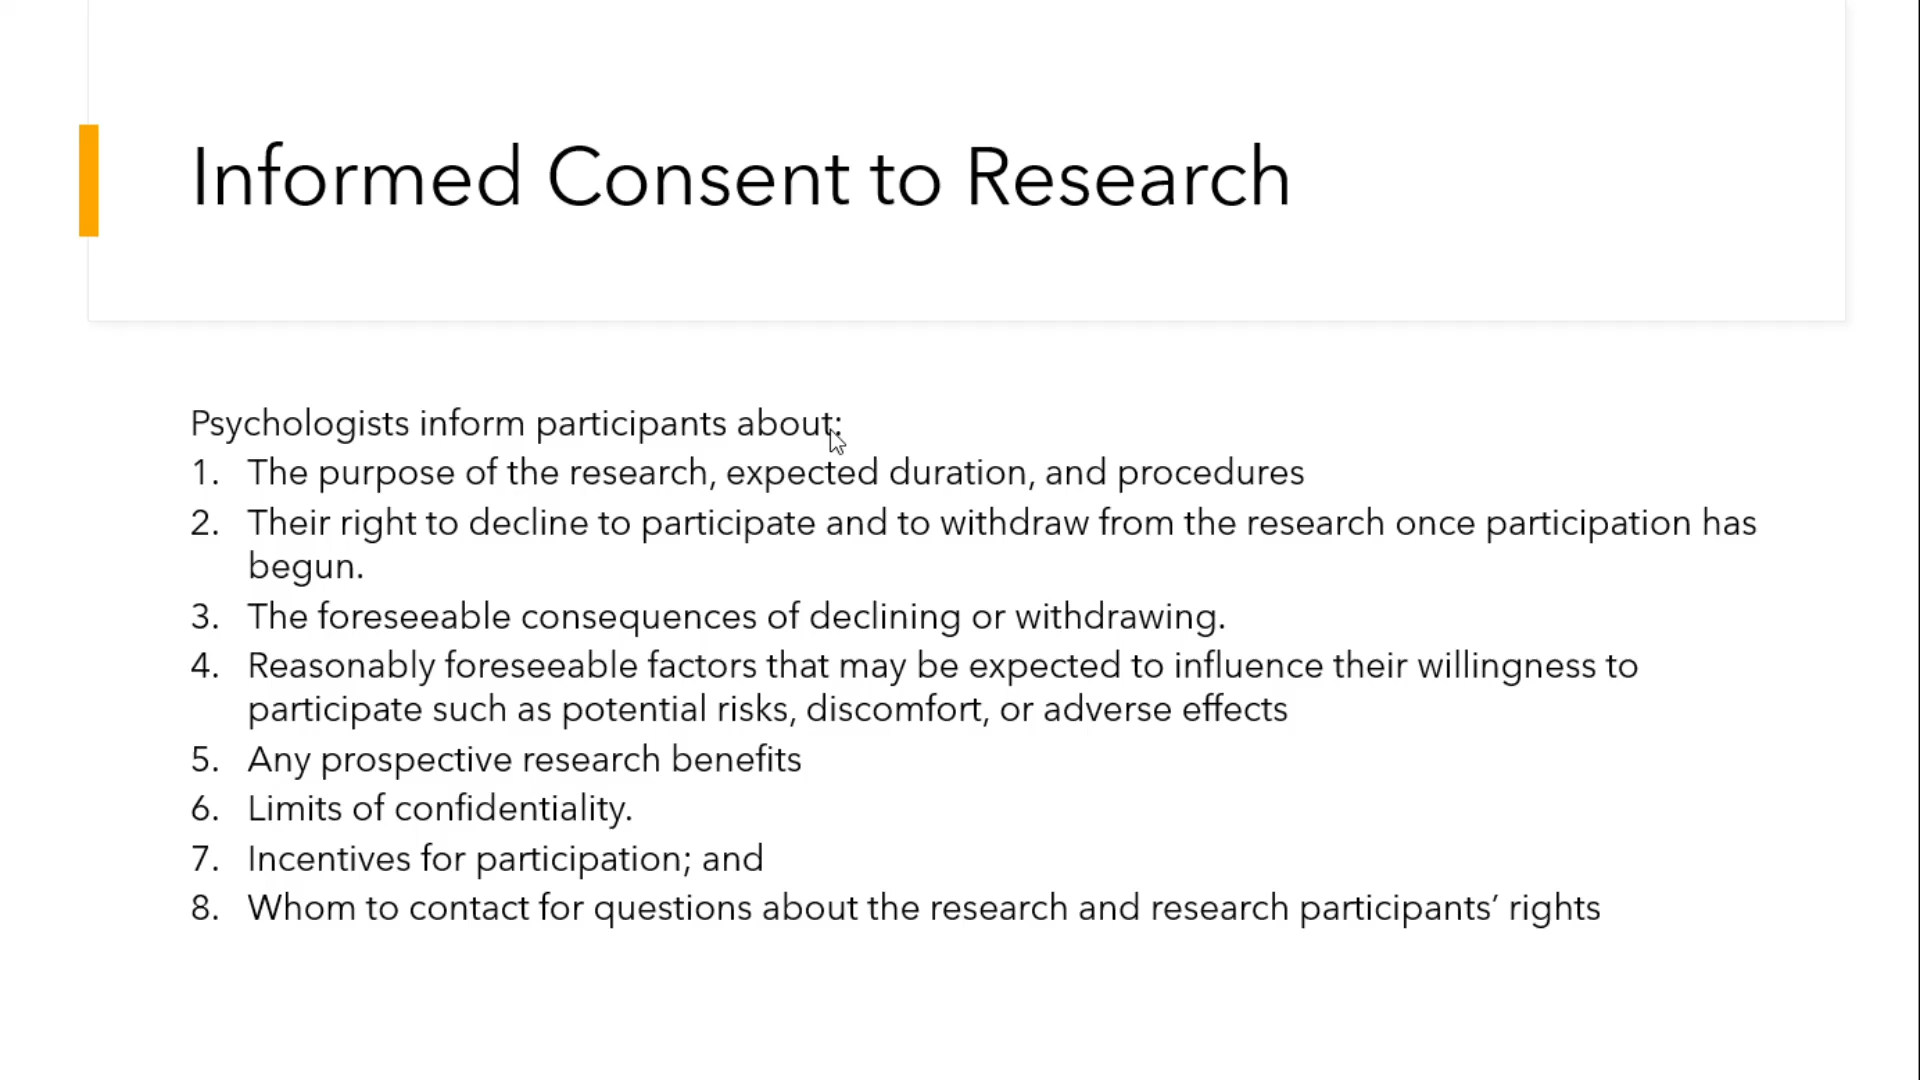 Informed Consent to Research
Psychologists inform participants about:
1. The purpose of the research, expected duration, and procedures
2. Their right to decline to participate and to withdraw from the research once participation has
begun.
3. The foreseeable consequences of declining or withdrawing.
4. Reasonably foreseeable factors that may be expected to influence their willingness to
participate such as potential risks, discomfort, or adverse effects
5. Any prospective research benefits
6. Limits of confidentiality.
7. Incentives for participation; and
8. Whom to contact for questions about the research and research participants’ rights